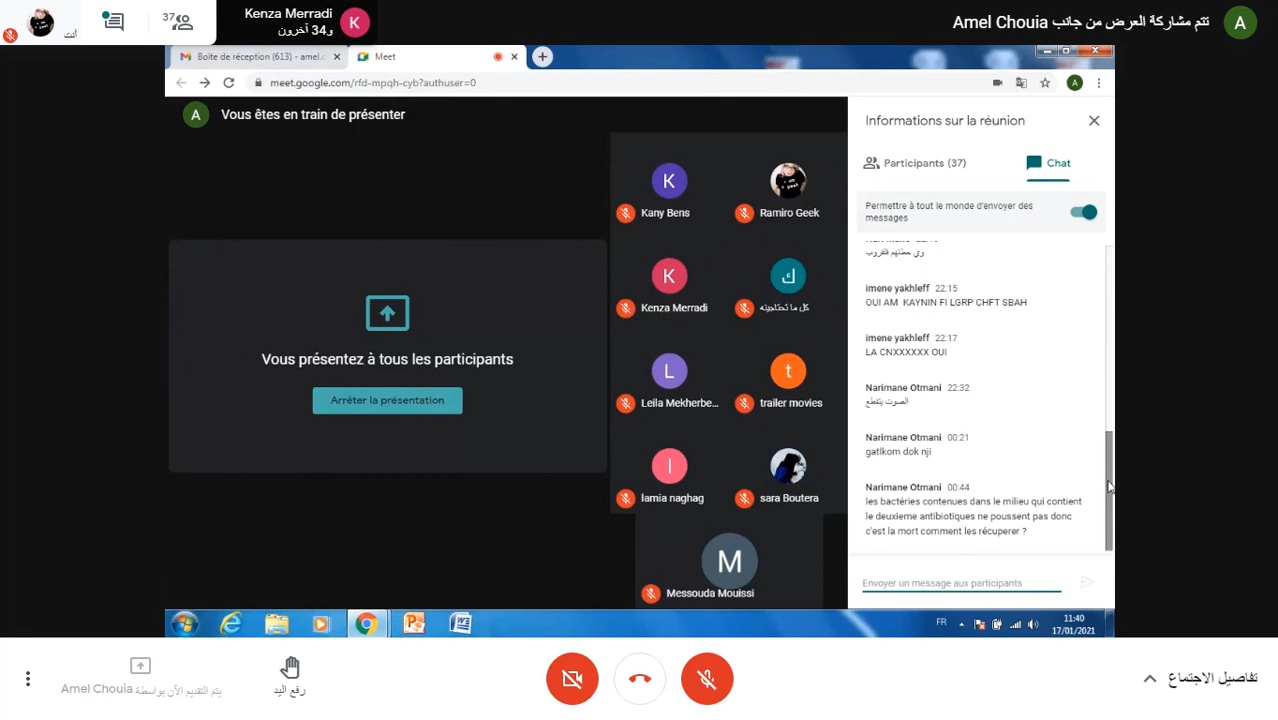 37
أنت
Kenza Merradi
و34 آخرون
K
تتم مشاركة العرض من جانب Amel Chouia
A
Boîte de réception (613) - amel.c
Meet
meet.google.com/rfd-mpqh-cyb?authuser=0
A
A
Vous êtes en train de présenter
Vous présentez à tous les participants
Arrêter la présentation
K
Kany Bens
Ramiro Geek
K
Kenza Merradi
ك
كل ما تحتاجينه
L
Leila Mekherbe...
t
trailer movies
l
lamia naghag
sara Boutera
M
Messouda Mouissi
Informations sur la réunion
Participants (37)
Chat
Permettre à tout le monde d'envoyer des
messages
imene yakhleff 22:15
OUI AM KAYNIN FI LGRP CHFT SBAH
imene yakhleff 22:17
LA CNXXXXXX OUI
Narimane Otmani 22:32
الصوت يتقطع
Narimane Otmani 00:21
gatlkom dok nji
Narimane Otmani 00:44
les bactéries contenues dans le milieu qui contient
le deuxieme antibiotiques ne poussent pas donc
c'est la mort comment les récuperer ?
Envoyer un message aux participants
FR
11:40
17/01/2021
يتم التقديم الآن بواسطة Amel Chouia
رفع اليد
تفاصيل الاجتماع